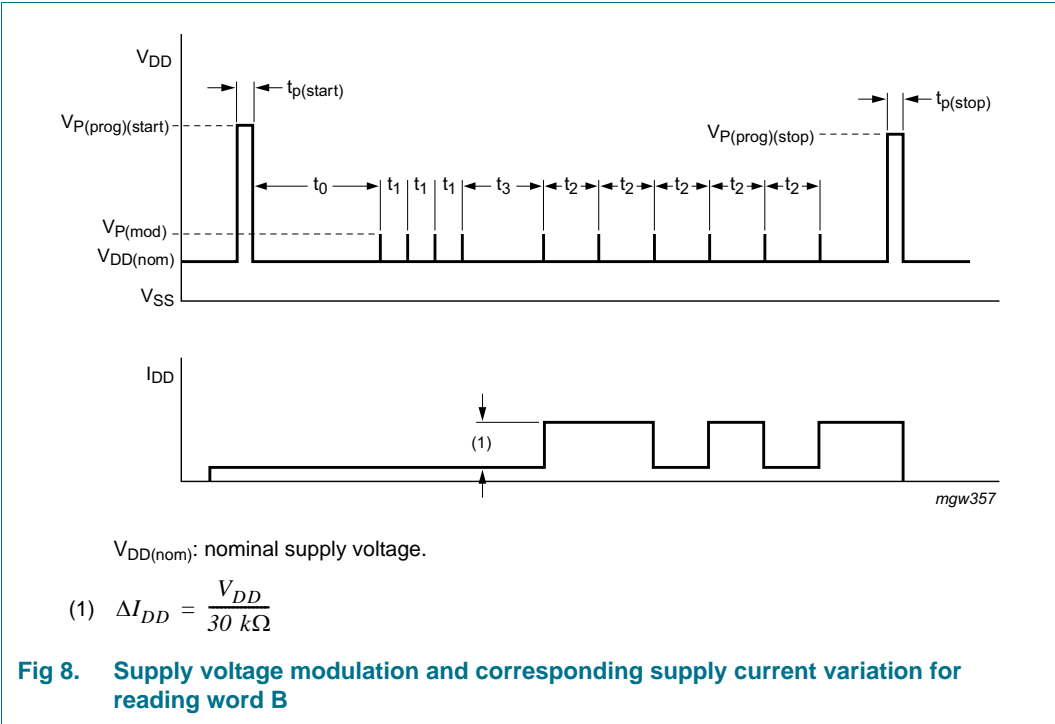 VDD
tp(start)
tp(stop)
VP(prog)(start)
VP(prog)(stop)
t0 t1 t1 t1 t3 t2 t2 t2 t2 t2
VP(mod)
VDD(nom)
VSS
IDD
(1)
mgw357
VDD(nom): nominal supply voltage.
(1) ΔIDD = VDD / 30 kΩ
Fig 8. Supply voltage modulation and corresponding supply current variation for
reading word B